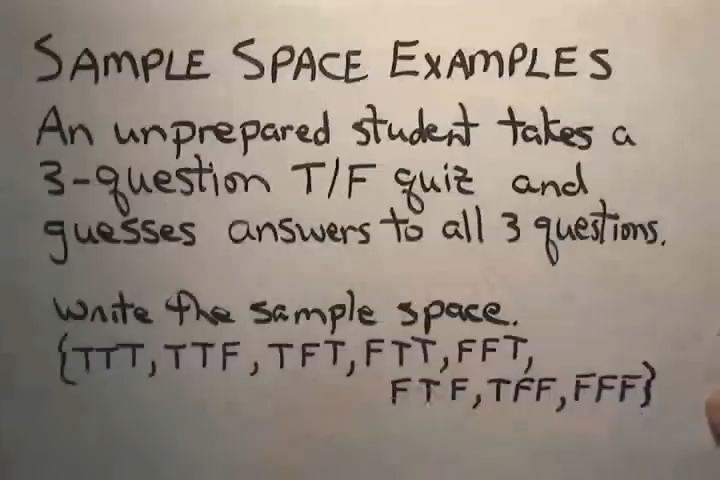 SAMPLE SPACE EXAMPLES
An unprepared student takes a
3-question T/F quiz and
guesses answers to all 3 questions.
Write the sample space.
{TTT, TTF, TFT, FTT, FFT,
FTF, TFF, FFF}